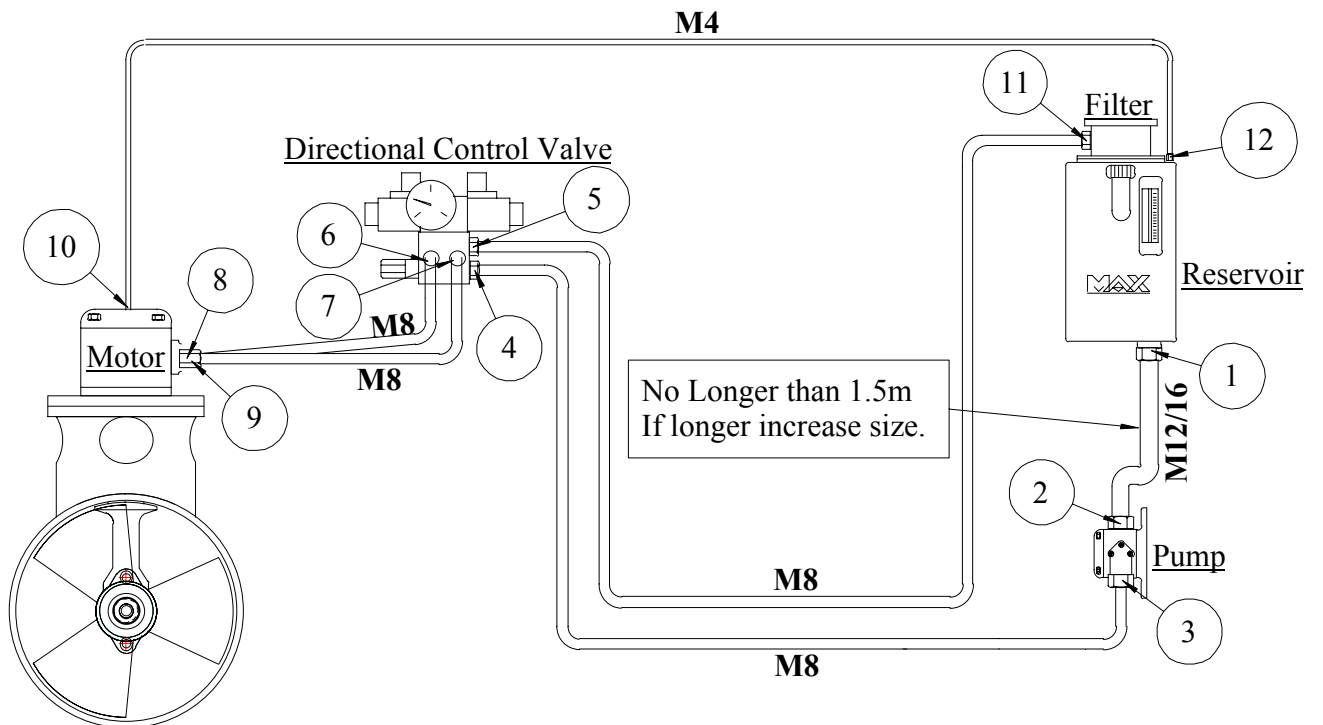 M4
11
Filter
12
Directional Control Valve
5
6
10
8
7
4
Reservoir
MAX
M8
Motor
M8
9
No Longer than 1.5m
If longer increase size.
1
M12/16
2
Pump
M8
3
M8